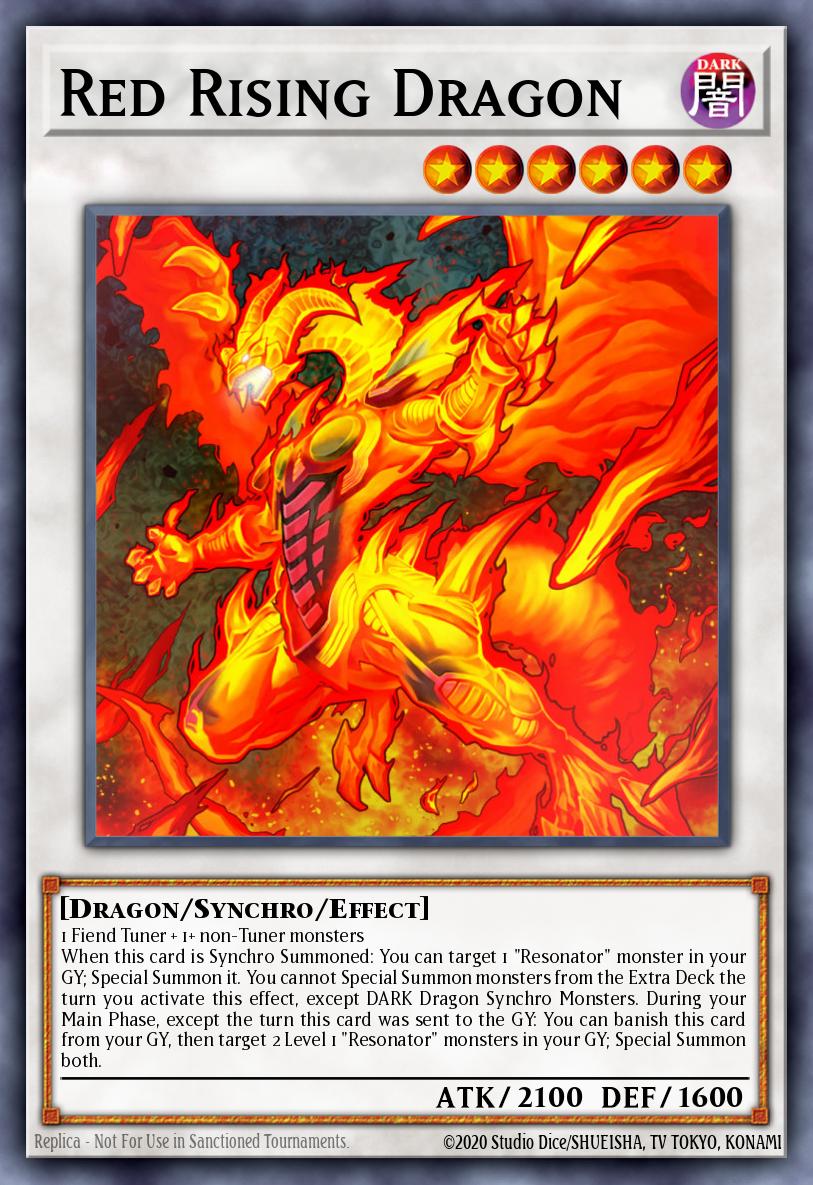 Red Rising Dragon
DARK
闇
[Dragon/Synchro/Effect]
1 Fiend Tuner + 1+ non-Tuner monsters
When this card is Synchro Summoned: You can target 1 "Resonator" monster in your
GY; Special Summon it. You cannot Special Summon monsters from the Extra Deck the
turn you activate this effect, except DARK Dragon Synchro Monsters. During your
Main Phase, except the turn this card was sent to the GY: You can banish this card
from your GY, then target 2 Level 1 "Resonator" monsters in your GY; Special Summon
both.
ATK/2100 DEF/1600
Replica - Not For Use in Sanctioned Tournaments.
©2020 Studio Dice/SHUEISHA, TV TOKYO, KONAMI